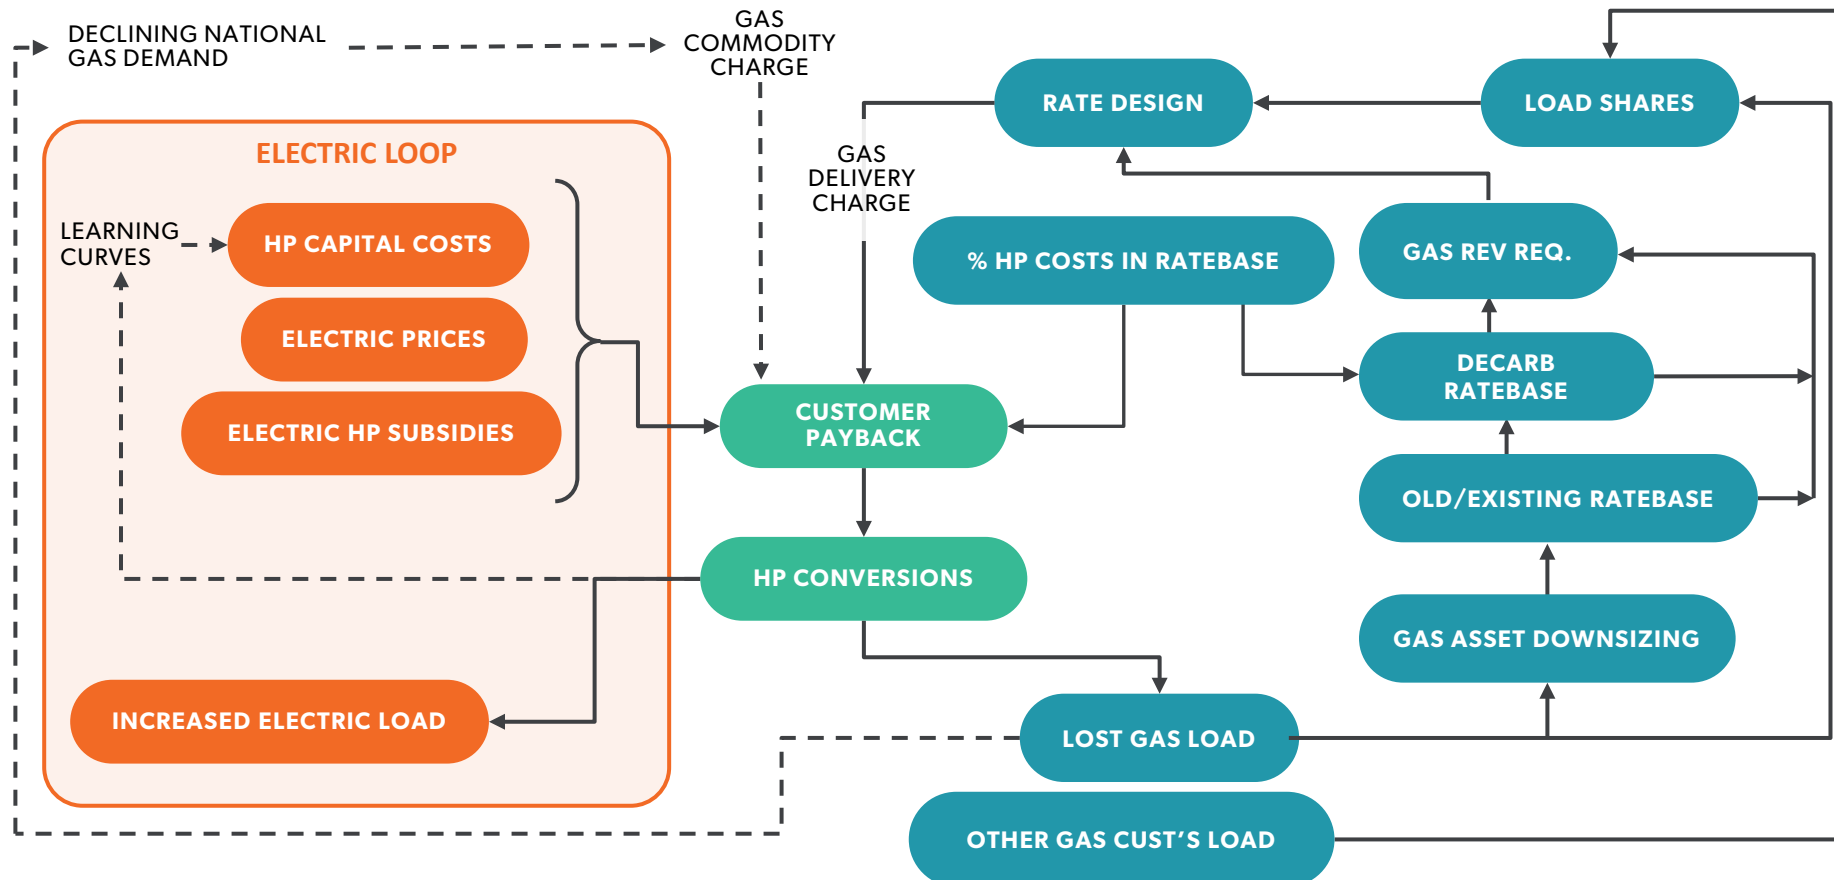 DECLINING NATIONAL
GAS DEMAND
GAS
COMMODITY
CHARGE
RATE DESIGN
LOAD SHARES
ELECTRIC LOOP
GAS
DELIVERY
CHARGE
LEARNING
CURVES
HP CAPITAL COSTS
% HP COSTS IN RATEBASE
GAS REV REQ.
ELECTRIC PRICES
DECARB
RATEBASE
ELECTRIC HP SUBSIDIES
CUSTOMER
PAYBACK
OLD/EXISTING RATEBASE
HP CONVERSIONS
GAS ASSET DOWNSIZING
INCREASED ELECTRIC LOAD
LOST GAS LOAD
OTHER GAS CUST'S LOAD